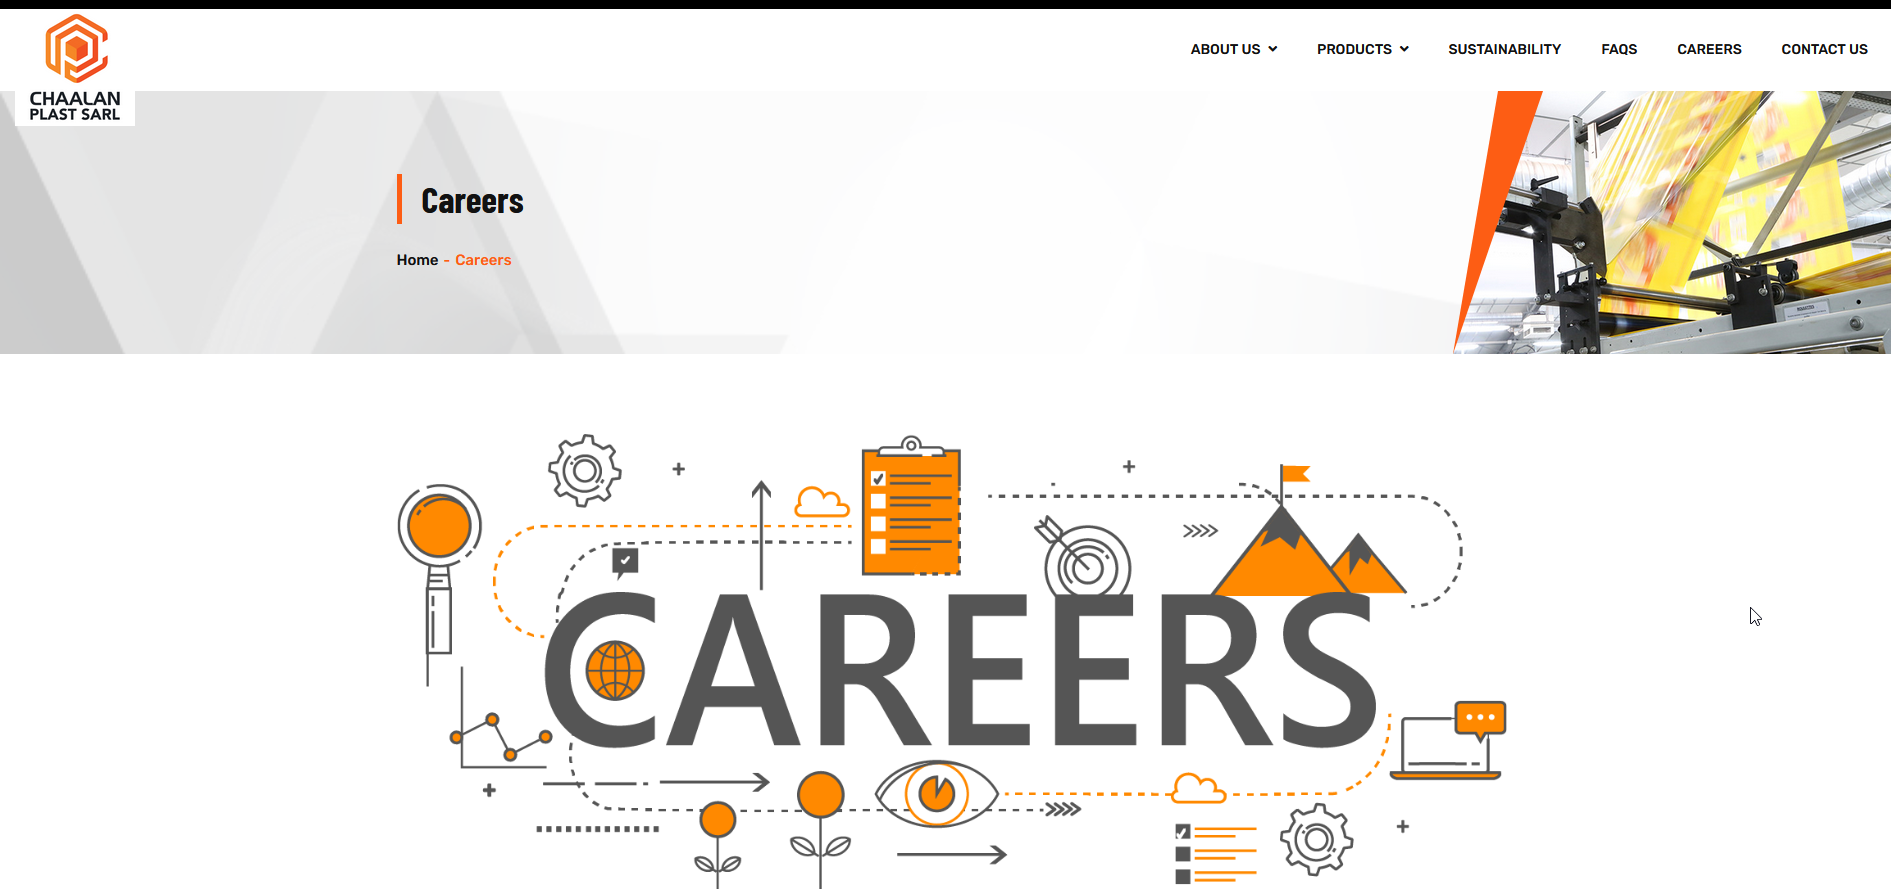 CHAALAN
PLAST SARL
ABOUT US
PRODUCTS
SUSTAINABILITY
FAQS
CAREERS
CONTACT US
Careers
Home - Careers
CAREERS